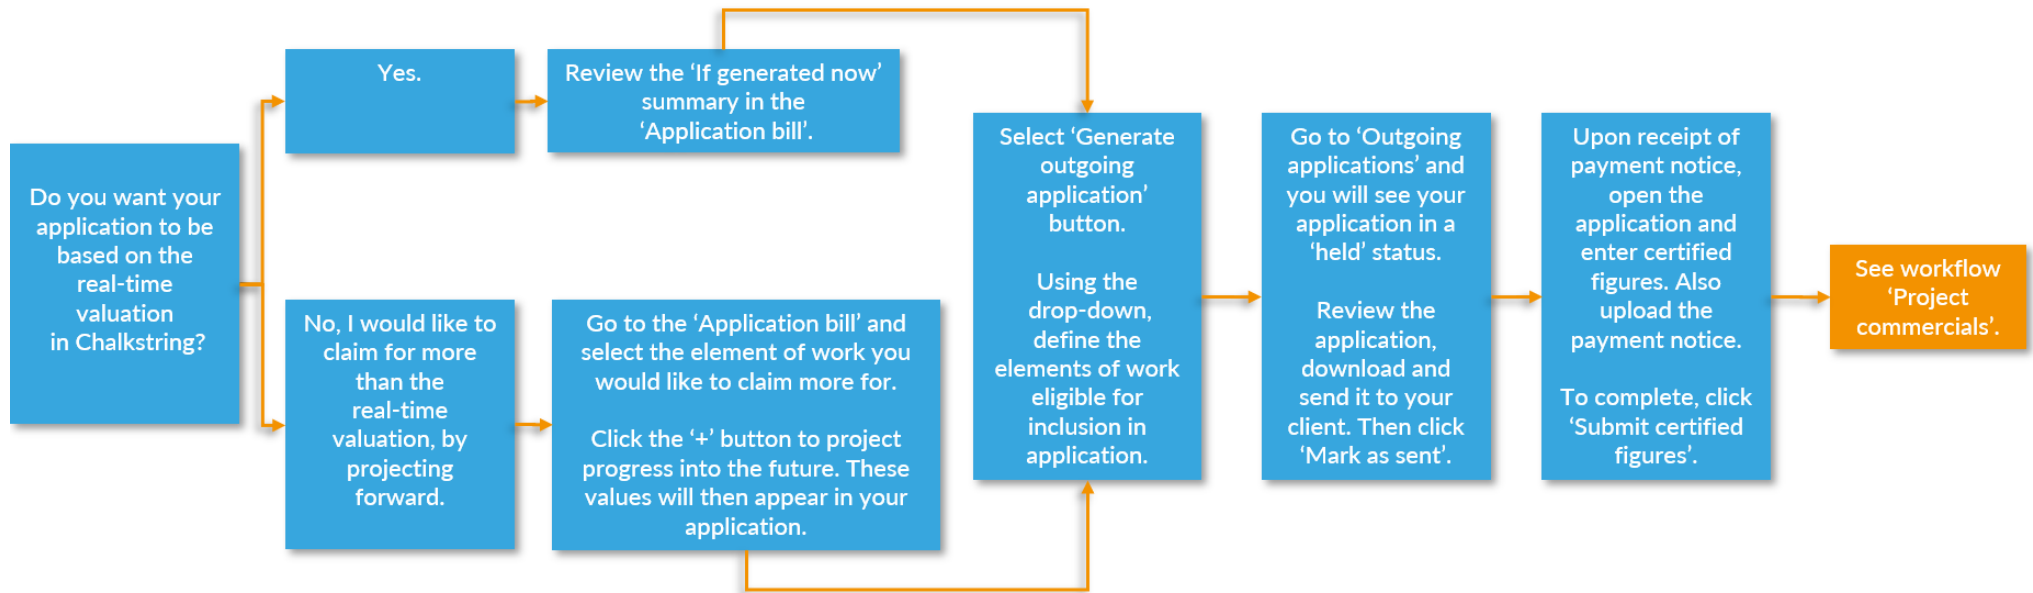 Do you want your
application to be
based on the
real-time
valuation
in Chalkstring?
Yes.
Review the ‘If generated now’
summary in the
‘Application bill’.
No, I would like to
claim for more
than the
real-time
valuation, by
projecting
forward.
Go to the ‘Application bill’ and
select the element of work you
would like to claim more for.
Click the ‘+’ button to project
progress into the future. These
values will then appear in your
application.
Select ‘Generate
outgoing
application’
button.
Using the
drop-down,
define the
elements of work
eligible for
inclusion in
application.
Go to ‘Outgoing
applications’ and
you will see your
application in a
‘held’ status.
Review the
application,
download and
send it to your
client. Then click
‘Mark as sent’.
Upon receipt of
payment notice,
open the
application and
enter certified
figures. Also
upload the
payment notice.
To complete, click
‘Submit certified
figures’.
See workflow
‘Project
commercials’.